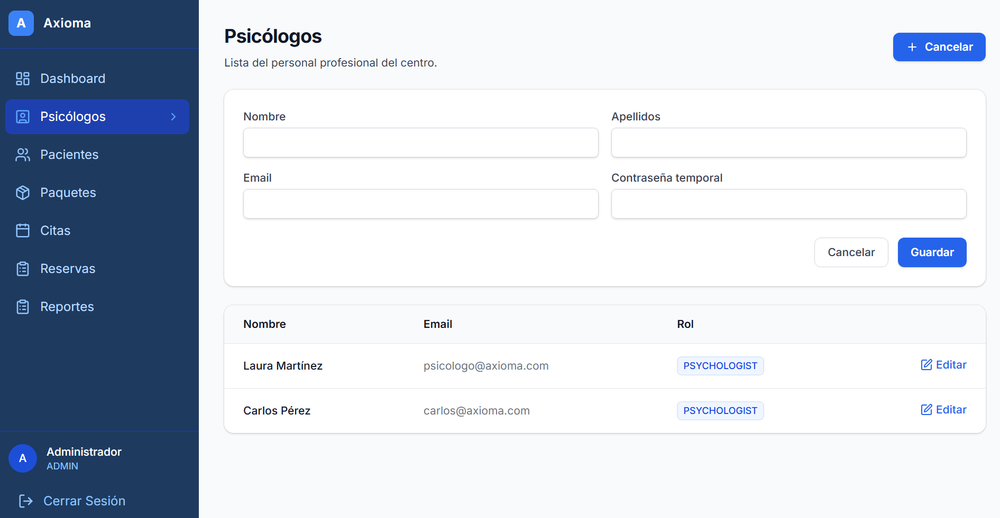 A Axioma
Dashboard
Psicólogos
Pacientes
Paquetes
Citas
Reservas
Reportes
A
Administrador
ADMIN
Cerrar Sesión
Psicólogos
Lista del personal profesional del centro.
Cancelar
Nombre Apellidos
Email Contraseña temporal
Cancelar Guardar
Nombre Email Rol
Laura Martínez psicologo@axioma.com PSYCHOLOGIST Editar
Carlos Pérez carlos@axioma.com PSYCHOLOGIST Editar